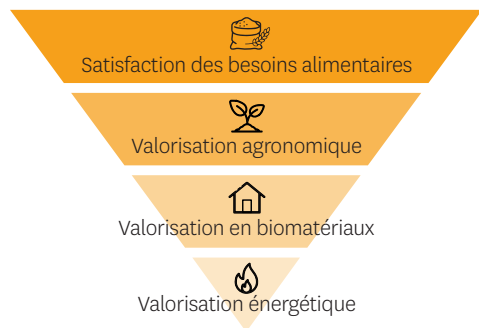 Satisfaction des besoins alimentaires
Valorisation agronomique
Valorisation en biomatériaux
Valorisation énergétique